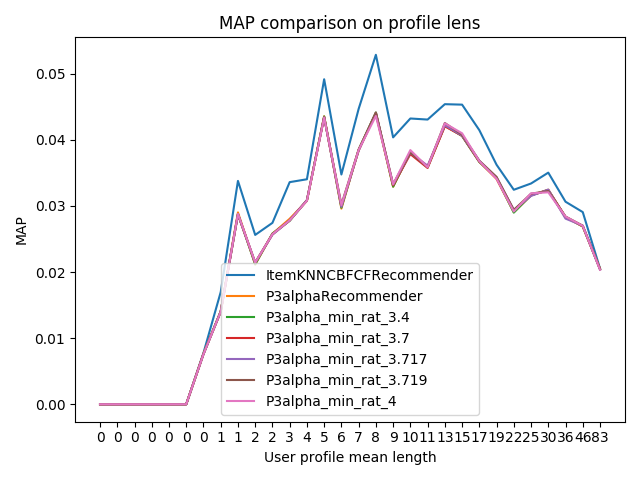 MAP comparison on profile lens
MAP
0.05
0.04
0.03
0.02
0.01
0.00
ItemKNNCBFCFRecommender
P3alphaRecommender
P3alpha_min_rat_3.4
P3alpha_min_rat_3.7
P3alpha_min_rat_3.717
P3alpha_min_rat_3.719
P3alpha_min_rat_4
0 0 0 0 0 0 0 1 1 2 2 3 4 5 6 7 8 9 10 11 13 15 17 19 22 25 30 36 46 83
User profile mean length